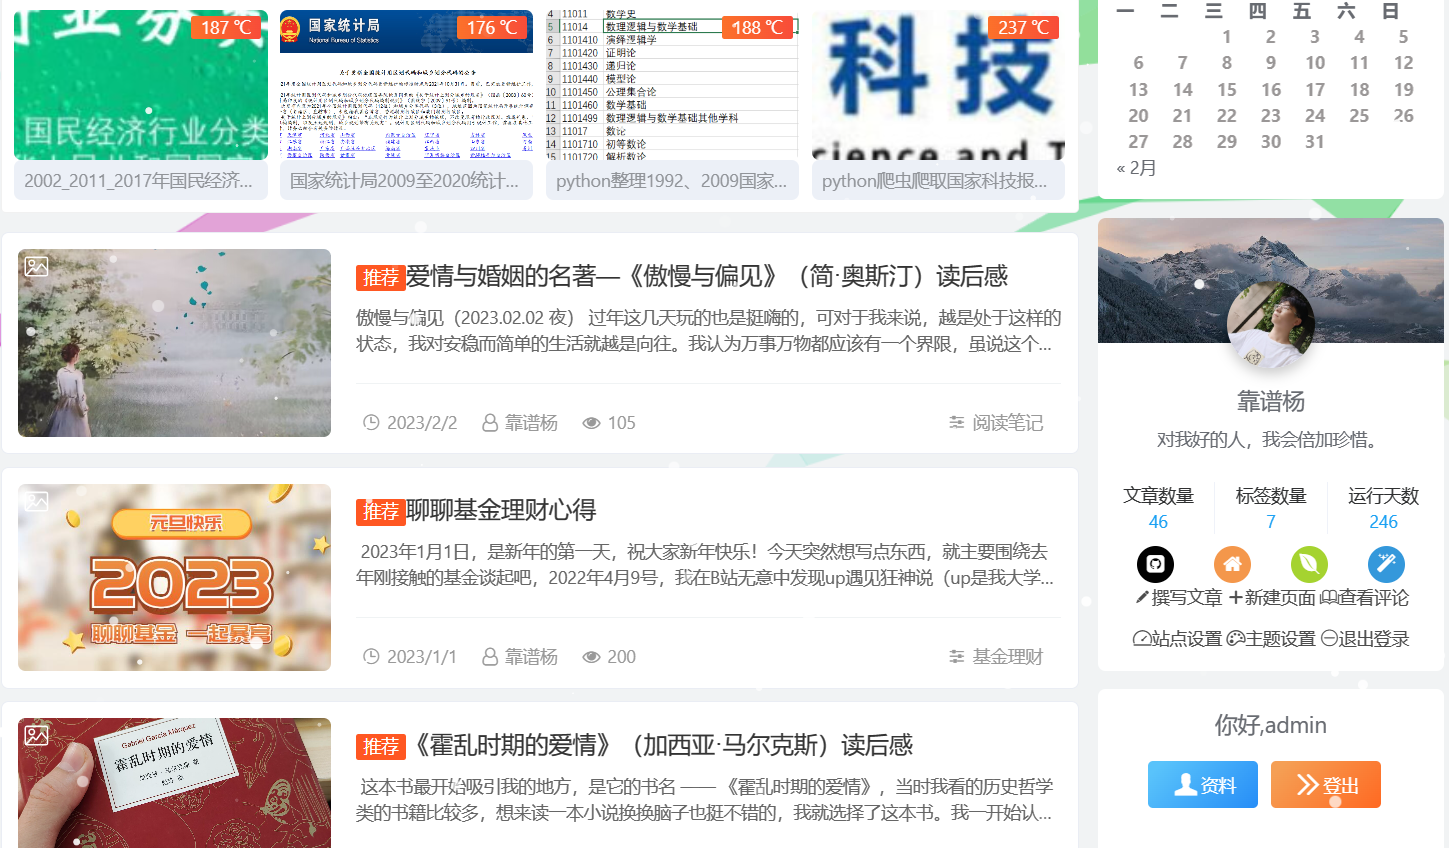 行业分类
187 ℃
国民经济行业分类
2002_2011_2017年国民经济...
国家统计局
National Bureau of Statistics
176 ℃
国家统计局2009至2020统计...
188 ℃
4 11011 数学史
5 11014 数理逻辑与数学基础
6 1101410 演绎逻辑学
7 1101420 证明论
8 1101430 递归论
9 1101440 模型论
10 1101450 公理集合论
11 1101460 数学基础
12 1101499 数理逻辑与数学基础其他学科
13 11017 数论
14 1101710 初等数论
15 1101720 解析数论
python整理1992、2009国家...
237 ℃
科技
cience and T
python爬虫爬取国家科技报...
一 二 三 四 五 六 日
1 2 3 4 5
6 7 8 9 10 11 12
13 14 15 16 17 18 19
20 21 22 23 24 25 26
27 28 29 30 31
« 2月
推荐 爱情与婚姻的名著—《傲慢与偏见》（简·奥斯汀）读后感
傲慢与偏见（2023.02.02 夜） 过年这几天玩的也是挺嗨的，可对于我来说，越是处于这样的
状态，我对安稳而简单的生活就越是向往。我认为万事万物都应该有一个界限，虽说这个...
2023/2/2 靠谱杨 105 阅读笔记
元旦快乐
2023
聊聊基金 一起暴富
推荐 聊聊基金理财心得
2023年1月1日，是新年的第一天，祝大家新年快乐！今天突然想写点东西，就主要围绕去
年刚接触的基金谈起吧，2022年4月9号，我在B站无意中发现up遇见狂神说（up是我大学...
2023/1/1 靠谱杨 200 基金理财
Gabriel García Márquez
霍乱时期的爱情
推荐 《霍乱时期的爱情》（加西亚·马尔克斯）读后感
这本书最开始吸引我的地方，是它的书名 —— 《霍乱时期的爱情》，当时我看的历史哲学
类的书籍比较多，想来读一本小说换换脑子也挺不错的，我就选择了这本书。我一开始认...
靠谱杨
对我好的人，我会倍加珍惜。
文章数量 标签数量 运行天数
46 7 246
撰写文章 新建页面 查看评论
站点设置 主题设置 退出登录
你好,admin
资料 登出